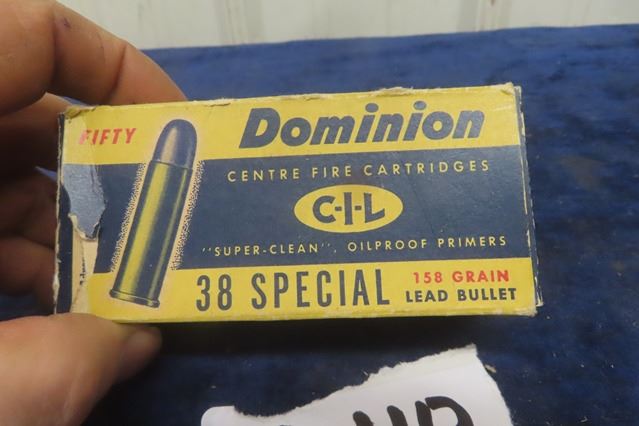 FIFTY
Dominion
CENTRE FIRE CARTRIDGES
C-I-L
"SUPER-CLEAN", OILPROOF PRIMERS
38 SPECIAL
158 GRAIN
LEAD BULLET